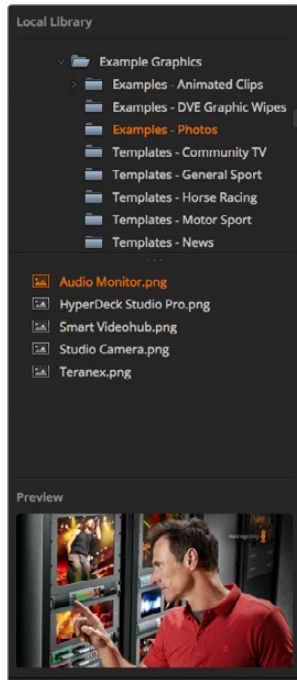 Local Library
Example Graphics
Examples - Animated Clips
Examples - DVE Graphic Wipes
Examples - Photos
Templates - Community TV
Templates - General Sport
Templates - Horse Racing
Templates - Motor Sport
Templates - News
Audio Monitor.png
HyperDeck Studio Pro.png
Smart Videohub.png
Studio Camera.png
Teranex.png
Preview